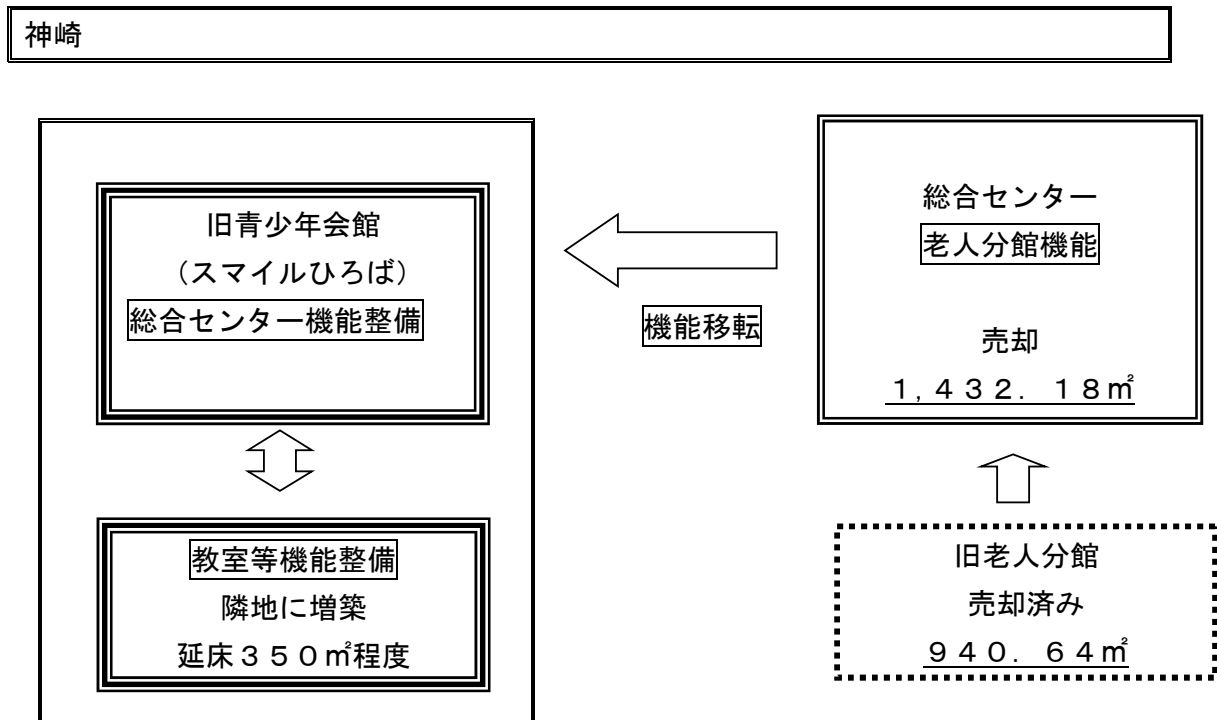 神崎
旧青少年会館
（スマイルひろば）
総合センター機能整備
教室等機能整備
隣地に増築
延床３５０㎡程度
機能移転
総合センター
老人分館機能
売却
１，４３２．１８㎡
旧老人分館
売却済み
９４０．６４㎡